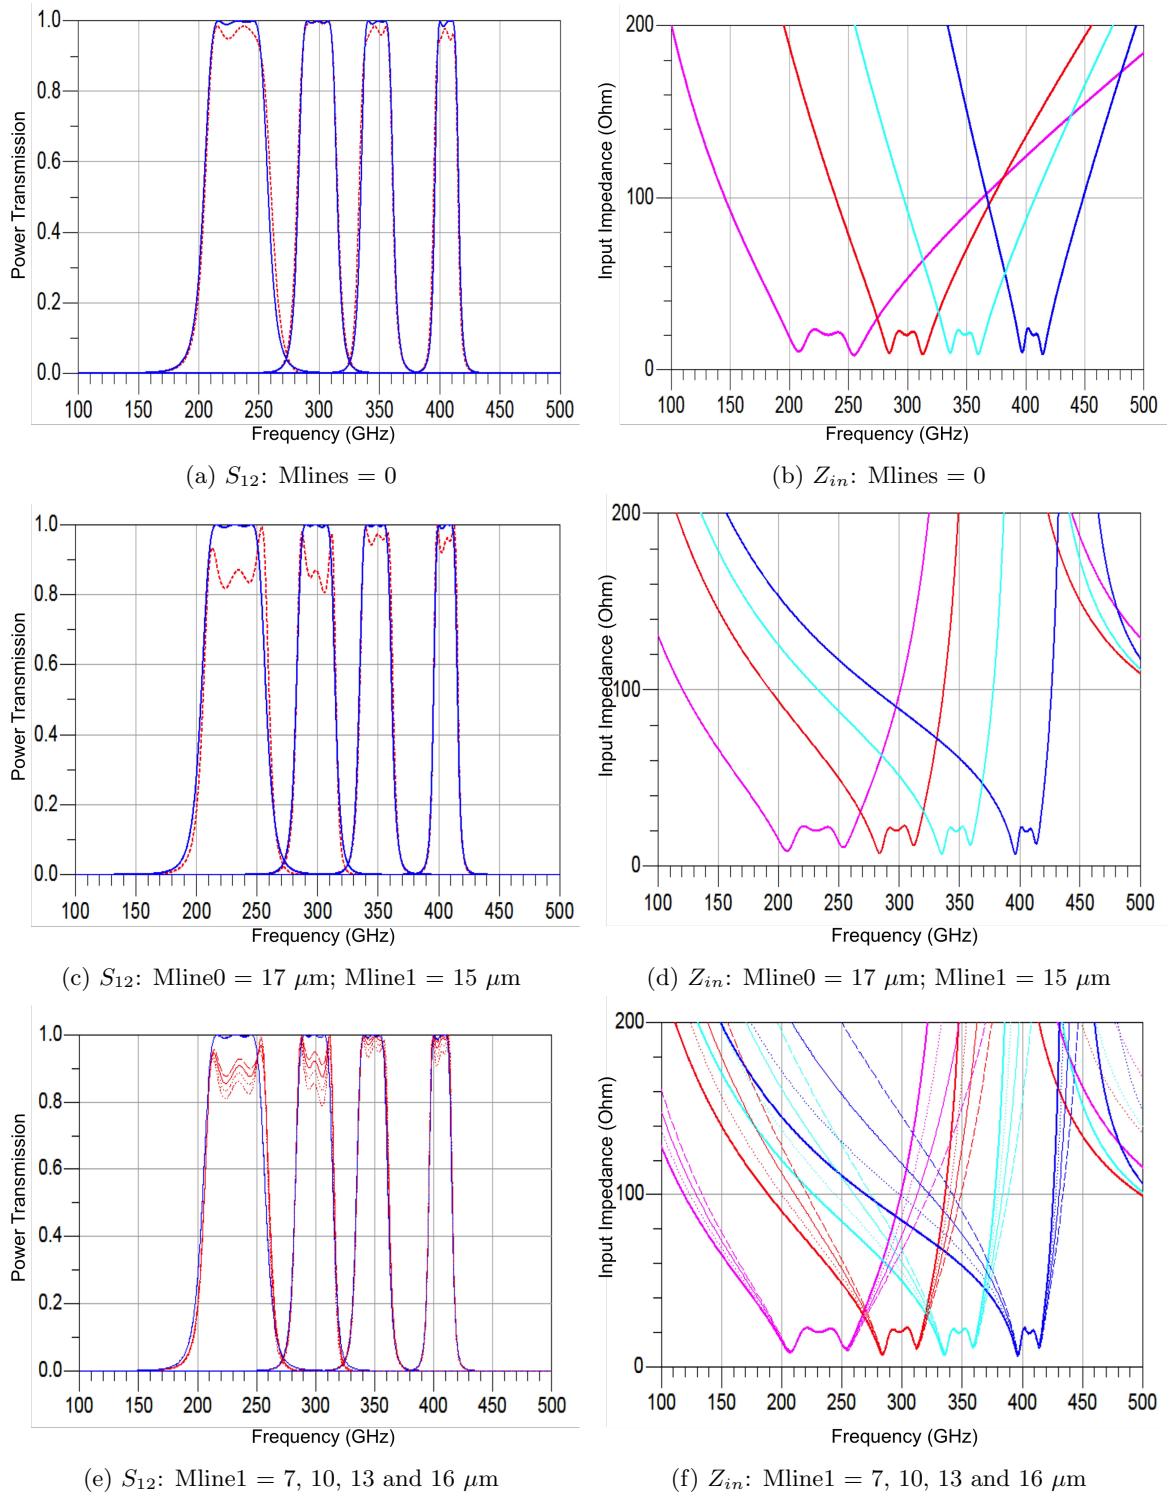 1.0
0.8
0.6
0.4
0.2
0.0
Power Transmission
100 150 200 250 300 350 400 450 500
Frequency (GHz)
200
100
0
Input Impedance (Ohm)
100 150 200 250 300 350 400 450 500
Frequency (GHz)
(a) S12: Mlines = 0
(b) Zin: Mlines = 0
1.0
0.8
0.6
0.4
0.2
0.0
Power Transmission
100 150 200 250 300 350 400 450 500
Frequency (GHz)
200
100
0
Input Impedance (Ohm)
100 150 200 250 300 350 400 450 500
Frequency (GHz)
(c) S12: Mline0 = 17 μm; Mline1 = 15 μm
(d) Zin: Mline0 = 17 μm; Mline1 = 15 μm
1.0
0.8
0.6
0.4
0.2
0.0
Power Transmission
100 150 200 250 300 350 400 450 500
Frequency (GHz)
200
100
0
Input Impedance (Ohm)
100 150 200 250 300 350 400 450 500
Frequency (GHz)
(e) S12: Mline1 = 7, 10, 13 and 16 μm
(f) Zin: Mline1 = 7, 10, 13 and 16 μm